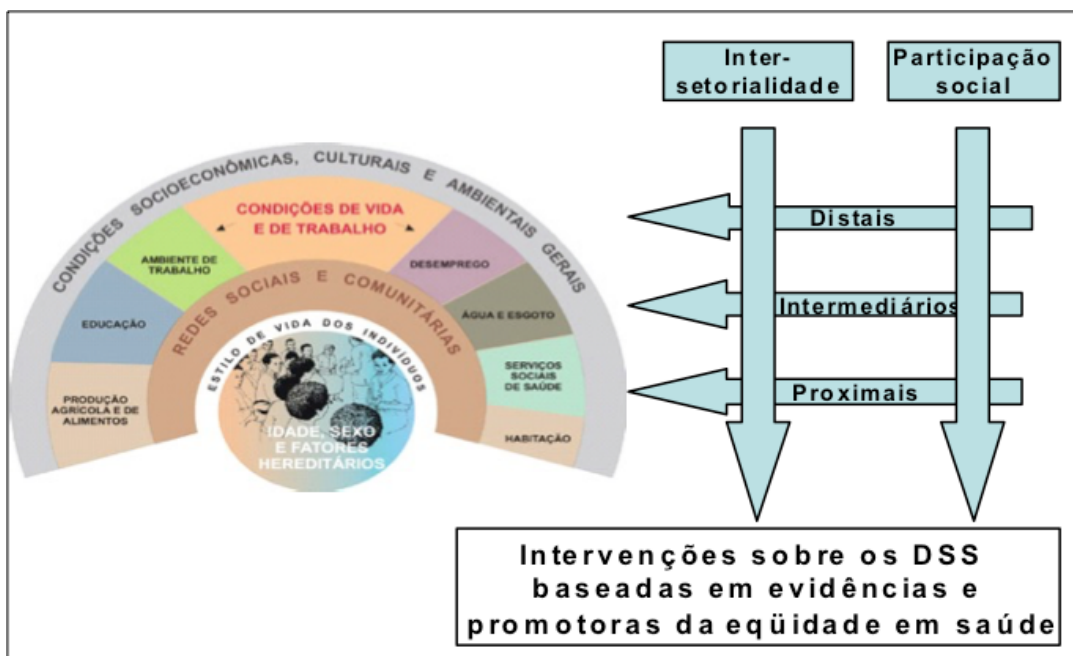 CONDIÇÕES SOCIOECONÔMICAS, CULTURAIS E AMBIENTAIS GERAIS
CONDIÇÕES DE VIDA
E DE TRABALHO
AMBIENTE DE
TRABALHO
DESEMPREGO
EDUCAÇÃO
ÁGUA E ESGOTO
PRODUÇÃO
AGRÍCOLA E DE
ALIMENTOS
SERVIÇOS
SOCIAIS
DE SAÚDE
HABITAÇÃO
REDES SOCIAIS E COMUNITÁRIAS
ESTILO DE VIDA DOS INDIVÍDUOS
IDADE, SEXO
E FATORES
HEREDITÁRIOS
Inter-
setorialidade
Participação
social
Distais
Intermediários
Proximais
Intervenções sobre os DSS
baseadas em evidências e
promotoras da eqüidade em saúde